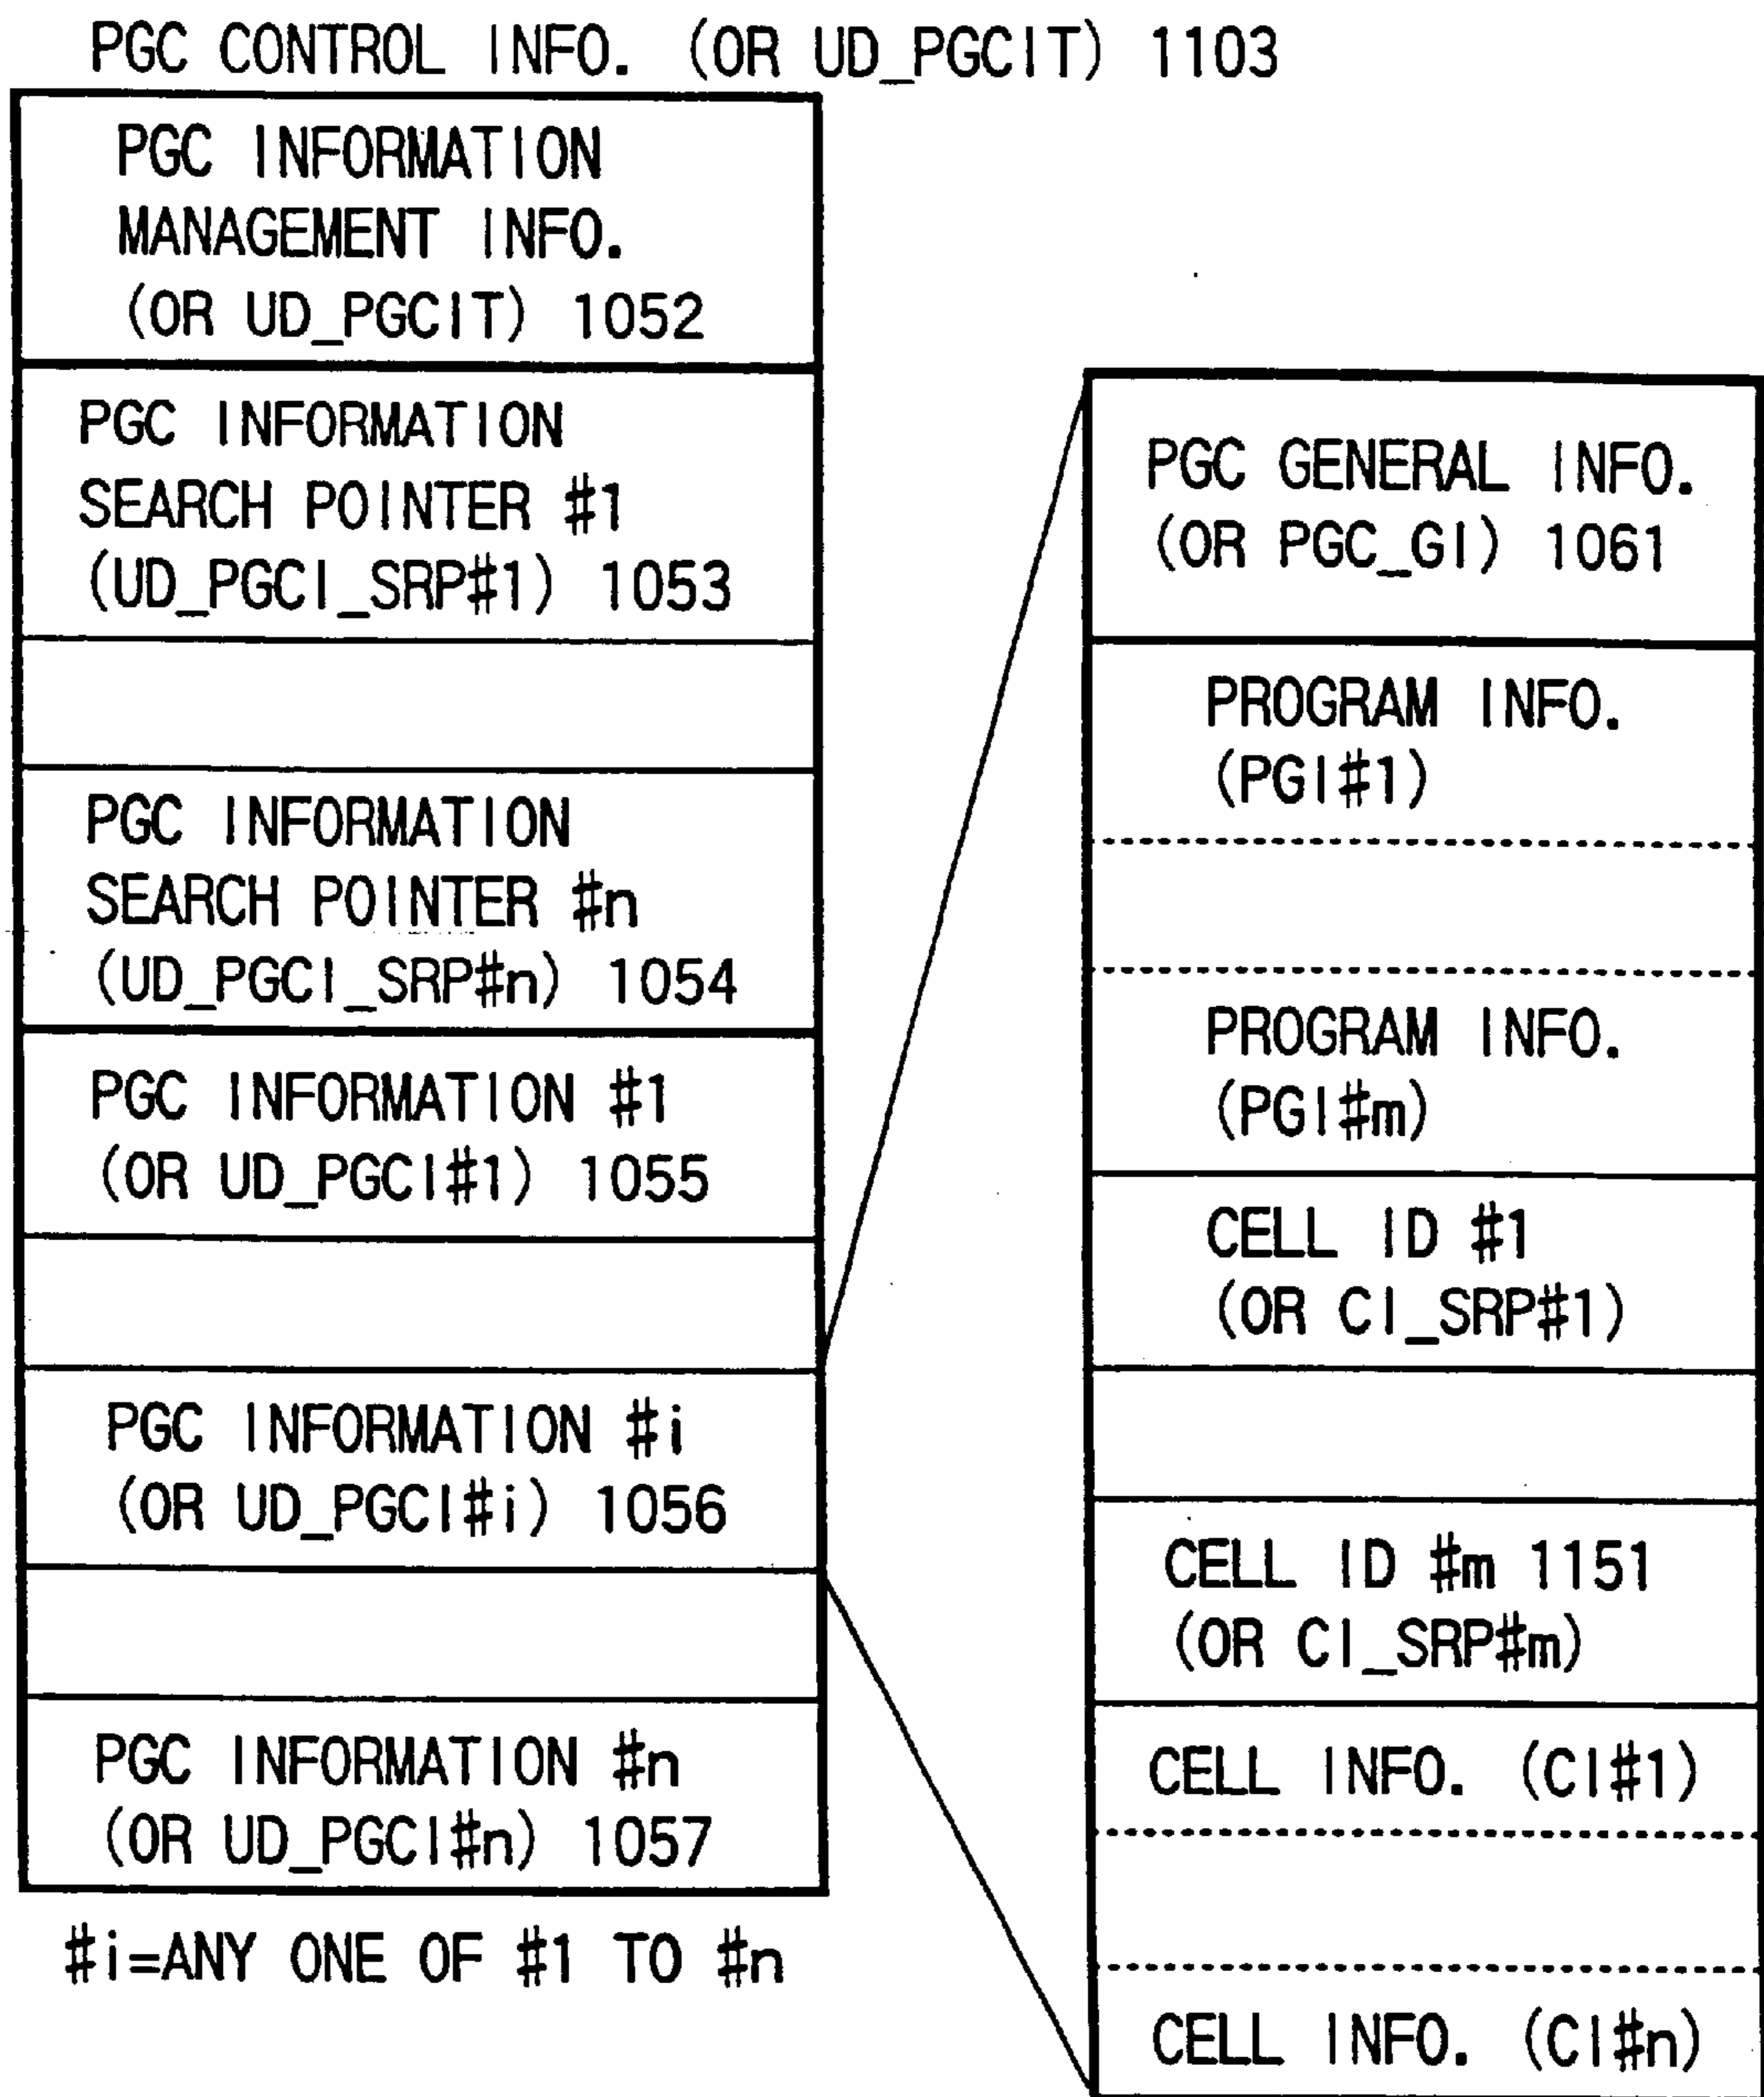 PGC CONTROL INFO. (OR UD_PGCIT) 1103
PGC INFORMATION
MANAGEMENT INFO.
(OR UD_PGCIT) 1052
PGC INFORMATION
SEARCH POINTER #1
(UD_PGCI_SRP#1) 1053
PGC INFORMATION
SEARCH POINTER #n
(UD_PGCI_SRP#n) 1054
PGC INFORMATION #1
(OR UD_PGCI#1) 1055
PGC INFORMATION #i
(OR UD_PGCI#i) 1056
PGC INFORMATION #n
(OR UD_PGCI#n) 1057
#i=ANY ONE OF #1 TO #n
PGC GENERAL INFO.
(OR PGC_GI) 1061
PROGRAM INFO.
(PGI#1)
PROGRAM INFO.
(PGI#m)
CELL ID #1
(OR CI_SRP#1)
CELL ID #m 1151
(OR CI_SRP#m)
CELL INFO. (CI#1)
CELL INFO. (CI#n)